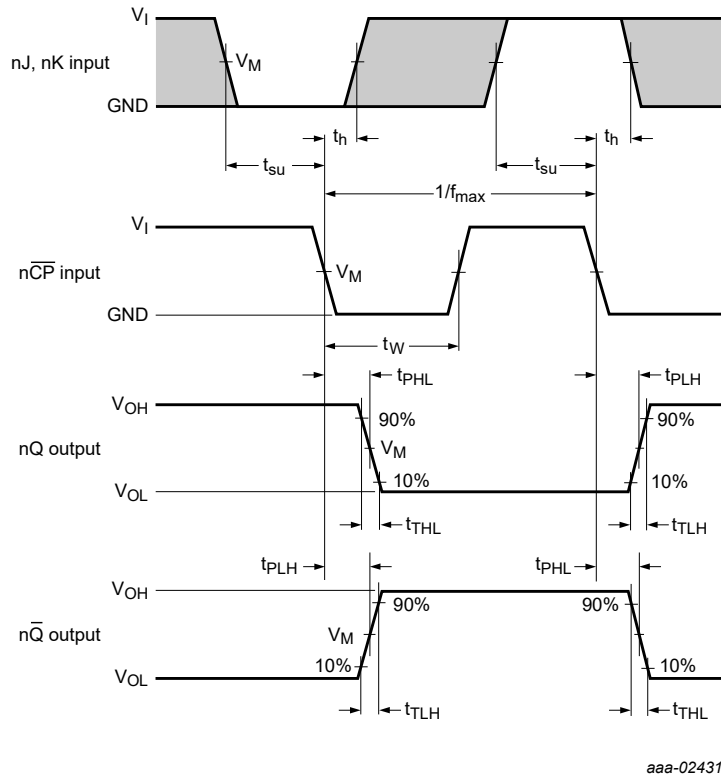 V_I
nJ, nK input
V_M
GND
t_h
t_h
t_su
t_su
1/f_max
V_I
nC̅P̅ input
V_M
GND
t_W
t_PHL
t_PLH
V_OH
90%
90%
nQ output
V_M
10%
10%
V_OL
t_THL
t_TLH
t_PLH
t_PHL
V_OH
90%
90%
nQ̅ output
V_M
10%
10%
V_OL
t_TLH
t_THL
aaa-02431